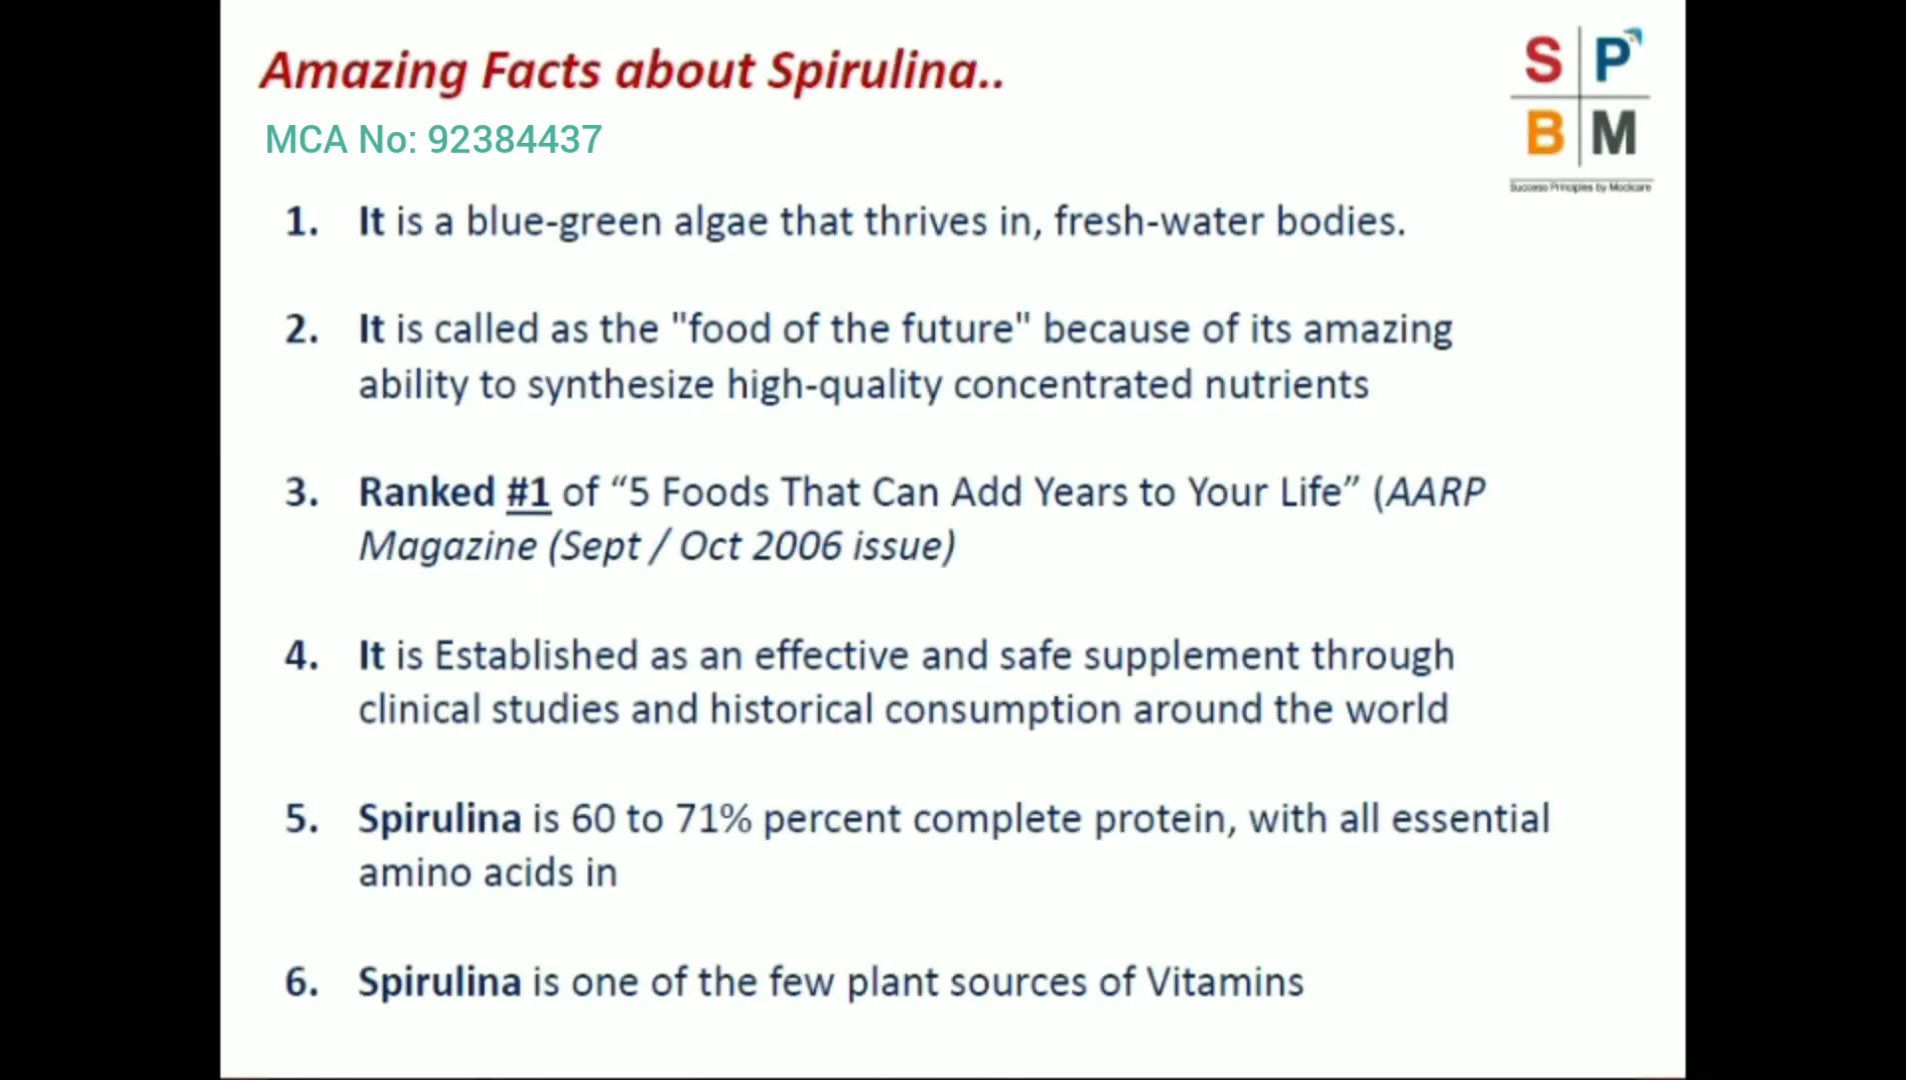 Amazing Facts about Spirulina..
MCA No: 92384437
S P
B M
Success Principles by Modicare
1. It is a blue-green algae that thrives in, fresh-water bodies.
2. It is called as the "food of the future" because of its amazing
ability to synthesize high-quality concentrated nutrients
3. Ranked #1 of “5 Foods That Can Add Years to Your Life” (AARP
Magazine (Sept / Oct 2006 issue)
4. It is Established as an effective and safe supplement through
clinical studies and historical consumption around the world
5. Spirulina is 60 to 71% percent complete protein, with all essential
amino acids in
6. Spirulina is one of the few plant sources of Vitamins